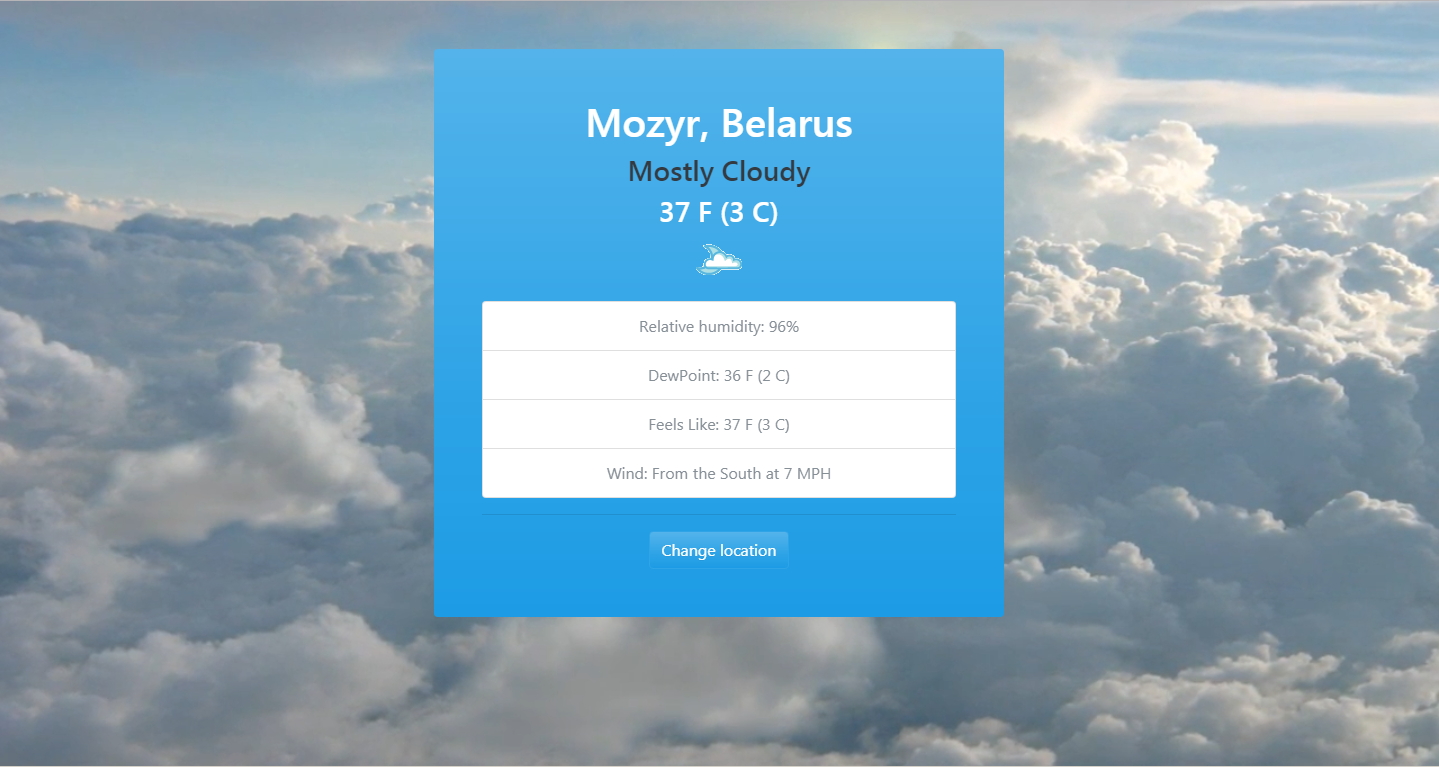 Mozyr, Belarus
Mostly Cloudy
37 F (3 C)
Relative humidity: 96%
DewPoint: 36 F (2 C)
Feels Like: 37 F (3 C)
Wind: From the South at 7 MPH
Change location